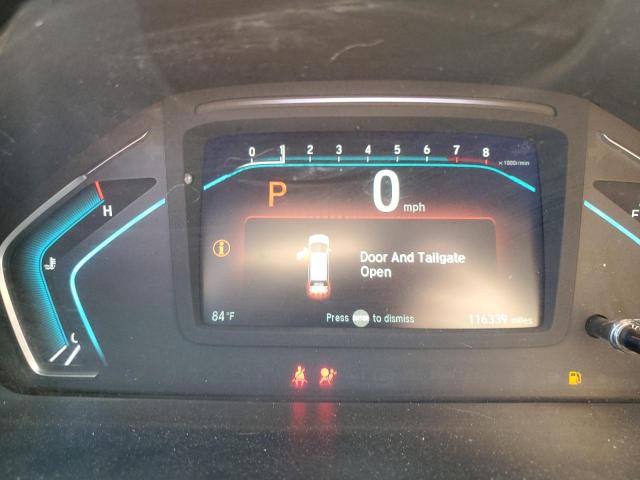 0 1 2 3 4 5 6 7 8
×1000r/min
P 0 mph
H
Door And Tailgate
Open
C
84°F
Press ENTER to dismiss
116339 miles